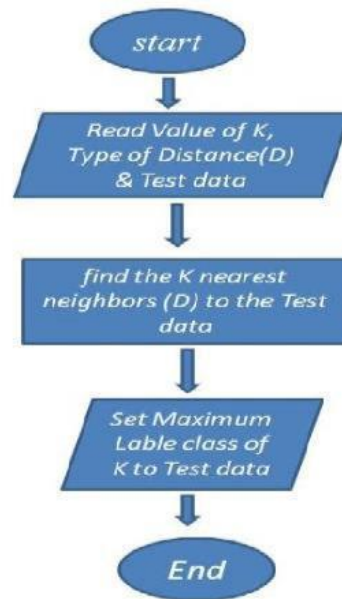 start
Read Value of K,
Type of Distance(D)
& Test data
find the K nearest
neighbors (D) to the Test
data
Set Maximum
Lable class of
K to Test data
End